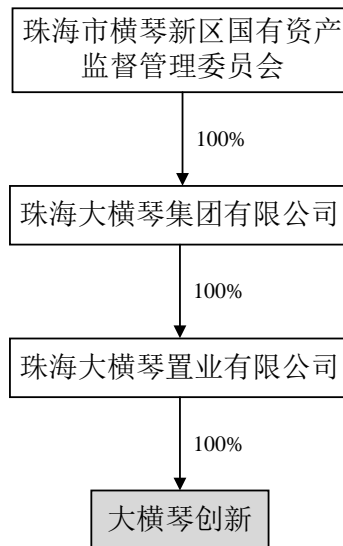 珠海市横琴新区国有资产
监督管理委员会
100%
珠海大横琴集团有限公司
100%
珠海大横琴置业有限公司
100%
大横琴创新